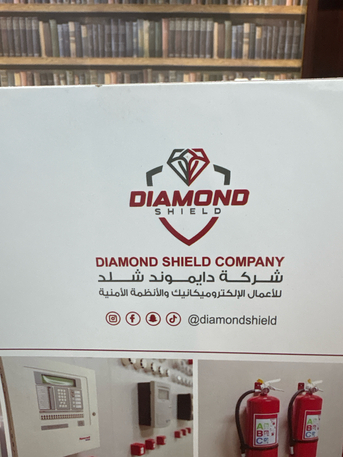 DIAMOND
SHIELD
DIAMOND SHIELD COMPANY
شركة دايموند شلد
للأعمال الإلكتروميكانيك والأنظمة الأمنية
@diamondshield
A
B
C